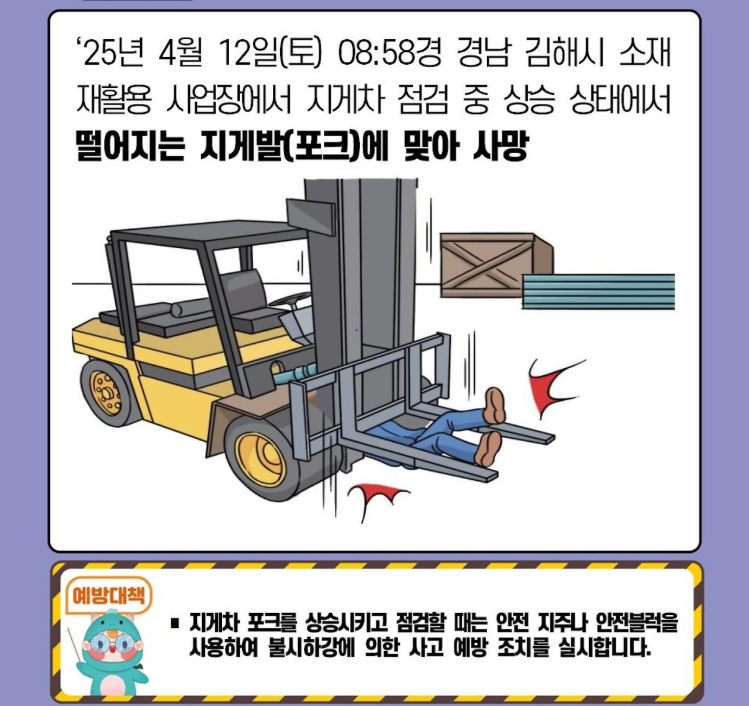 ‘25년 4월 12일(토) 08:58경 경남 김해시 소재
재활용 사업장에서 지게차 점검 중 상승 상태에서
떨어지는 지게발(포크)에 맞아 사망
예방대책
▪ 지게차 포크를 상승시키고 점검할 때는 안전 지주나 안전블럭을
사용하여 불시하강에 의한 사고 예방 조치를 실시합니다.